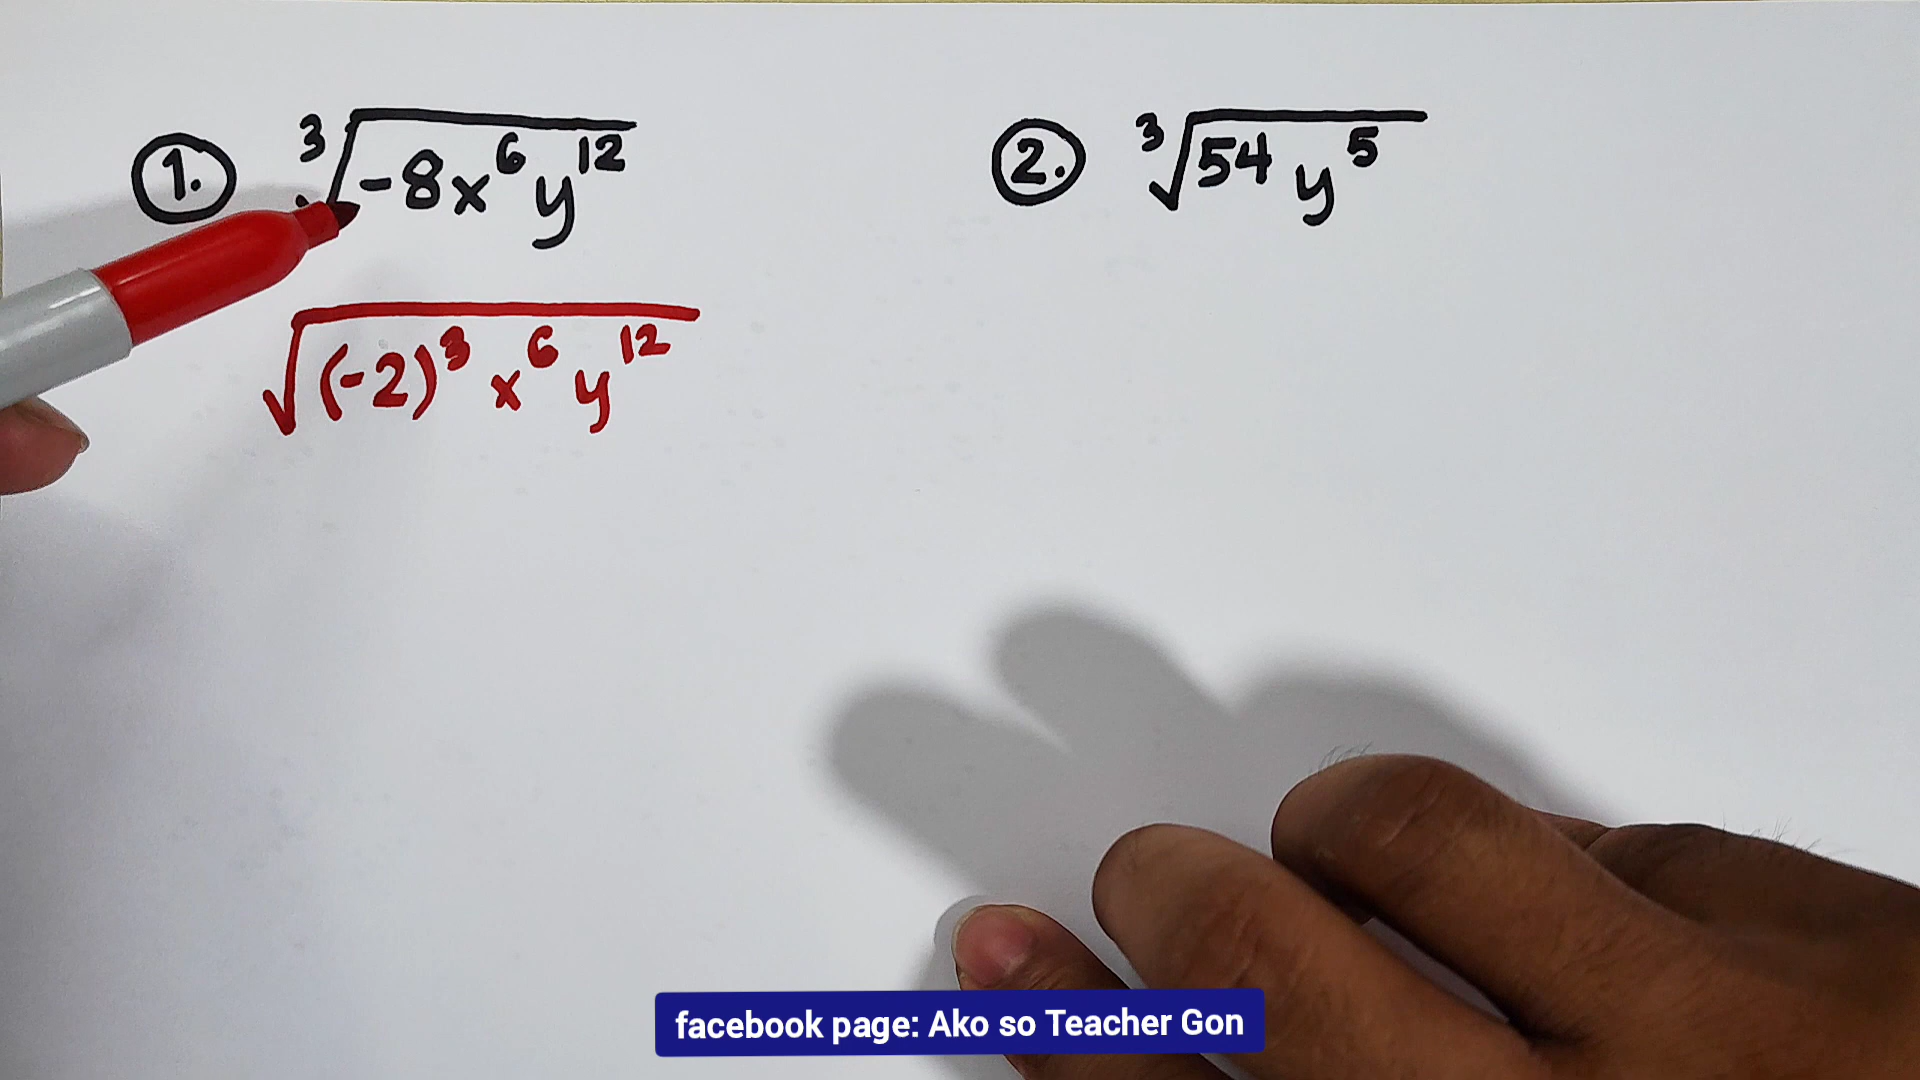 1. ∛(-8x⁶y¹²)
2. ∛(54y⁵)
√((-2)³x⁶y¹²)
facebook page: Ako so Teacher Gon